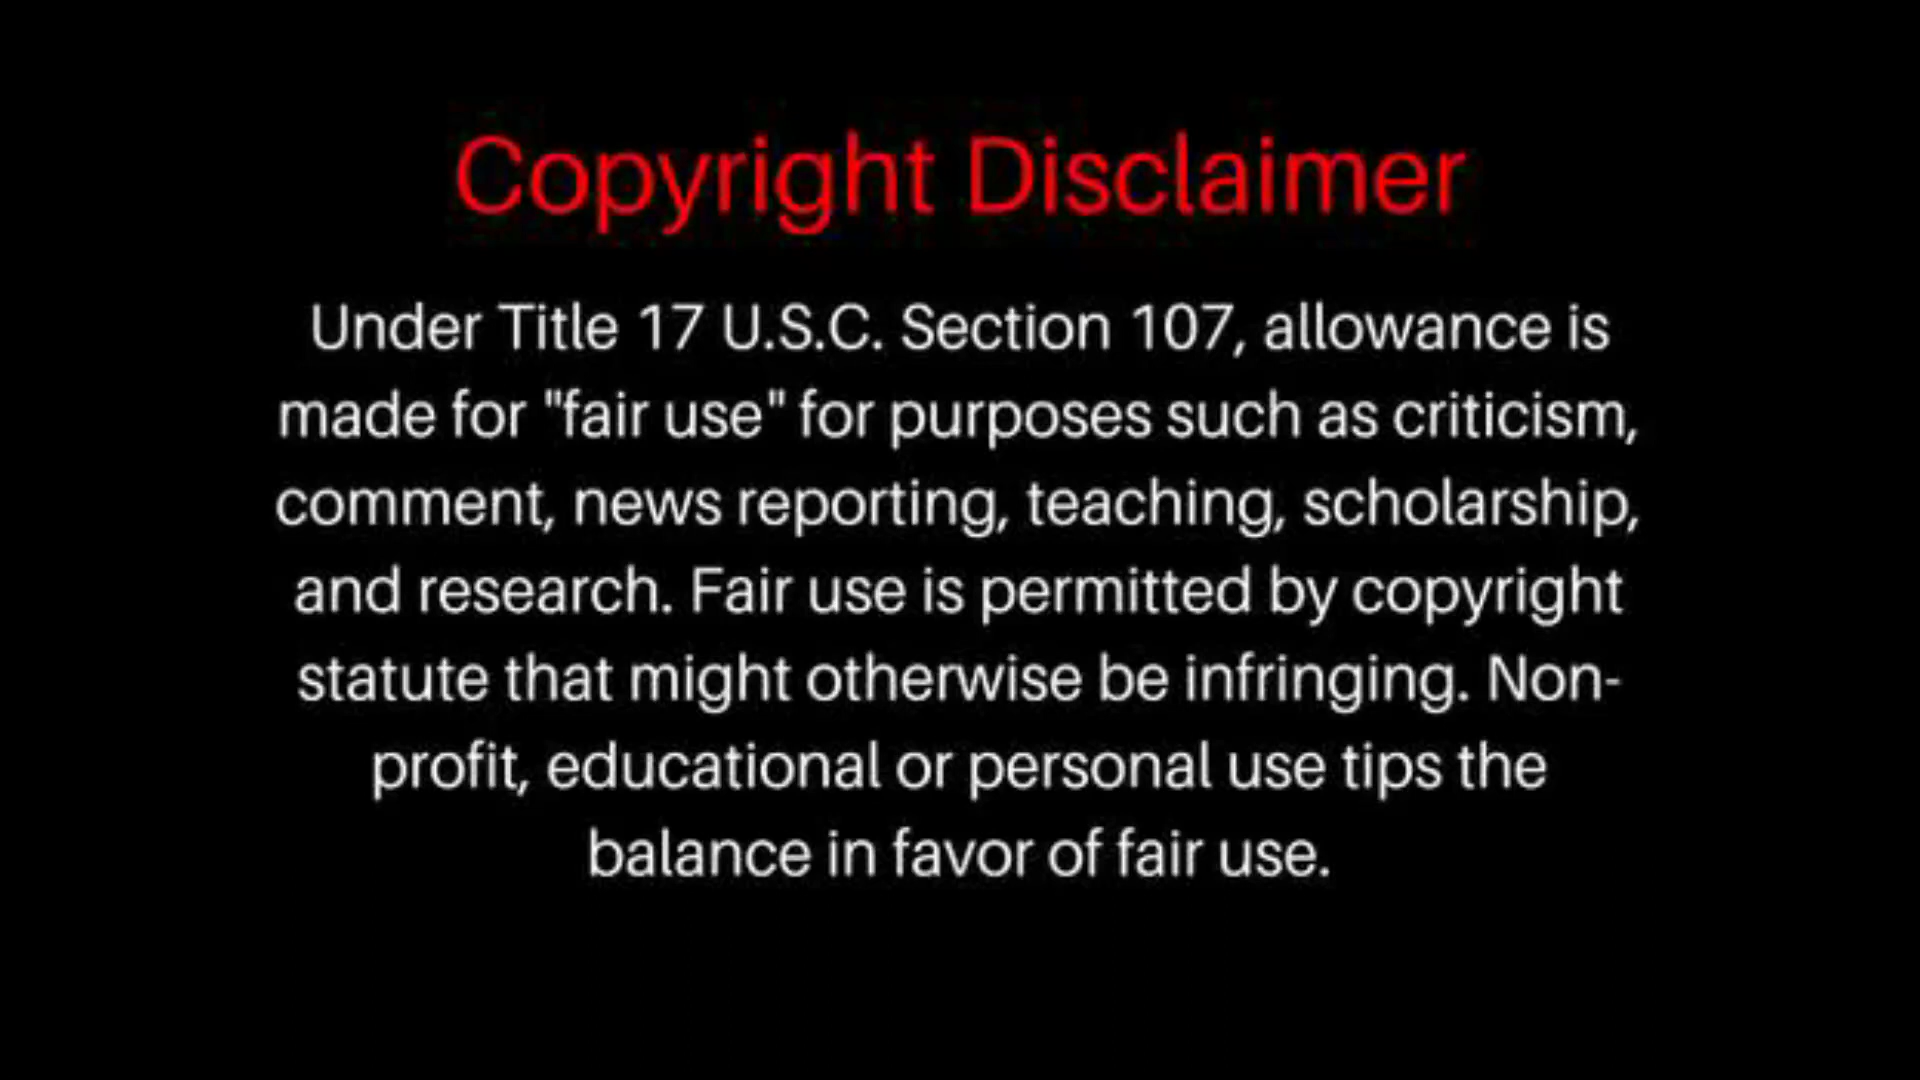 Copyright Disclaimer
Under Title 17 U.S.C. Section 107, allowance is
made for "fair use" for purposes such as criticism,
comment, news reporting, teaching, scholarship,
and research. Fair use is permitted by copyright
statute that might otherwise be infringing. Non-
profit, educational or personal use tips the
balance in favor of fair use.